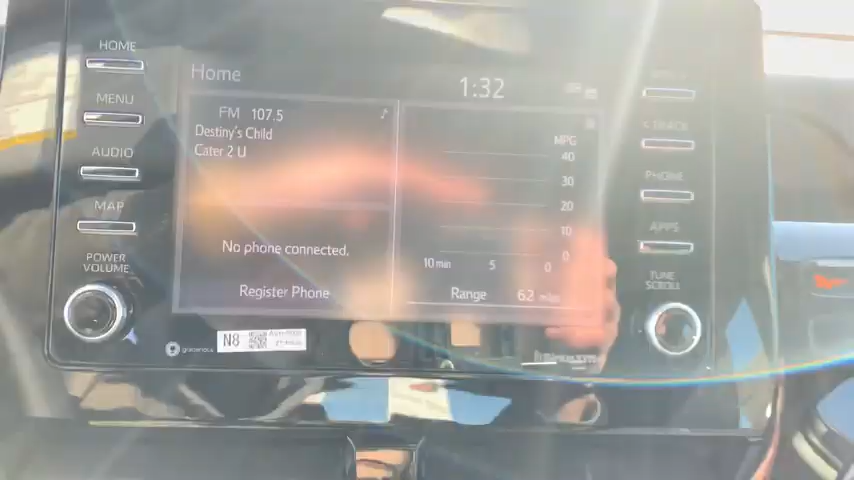 HOME
MENU
AUDIO
MAP
POWER
VOLUME
Home
1:32
FM 107.5
Destiny's Child
Cater 2 U
No phone connected.
Register Phone
MPG
40
30
20
10
0
10 min 5 0
Range 62 miles
TRACK
PHONE
APPS
TUNE
SCROLL
gracenote
N8